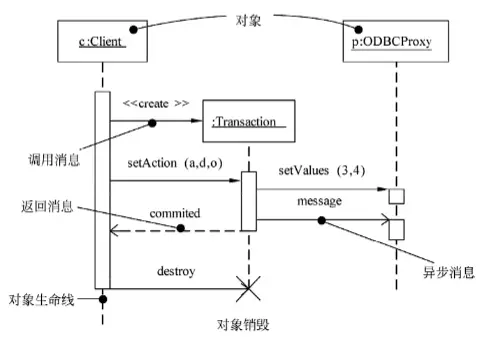 对象
c:Client
p:ODBCProxy
<<create >>
:Transaction
调用消息
setAction (a,d,o)
setValues (3,4)
返回消息
commited
message
异步消息
destroy
对象生命线
对象销毁